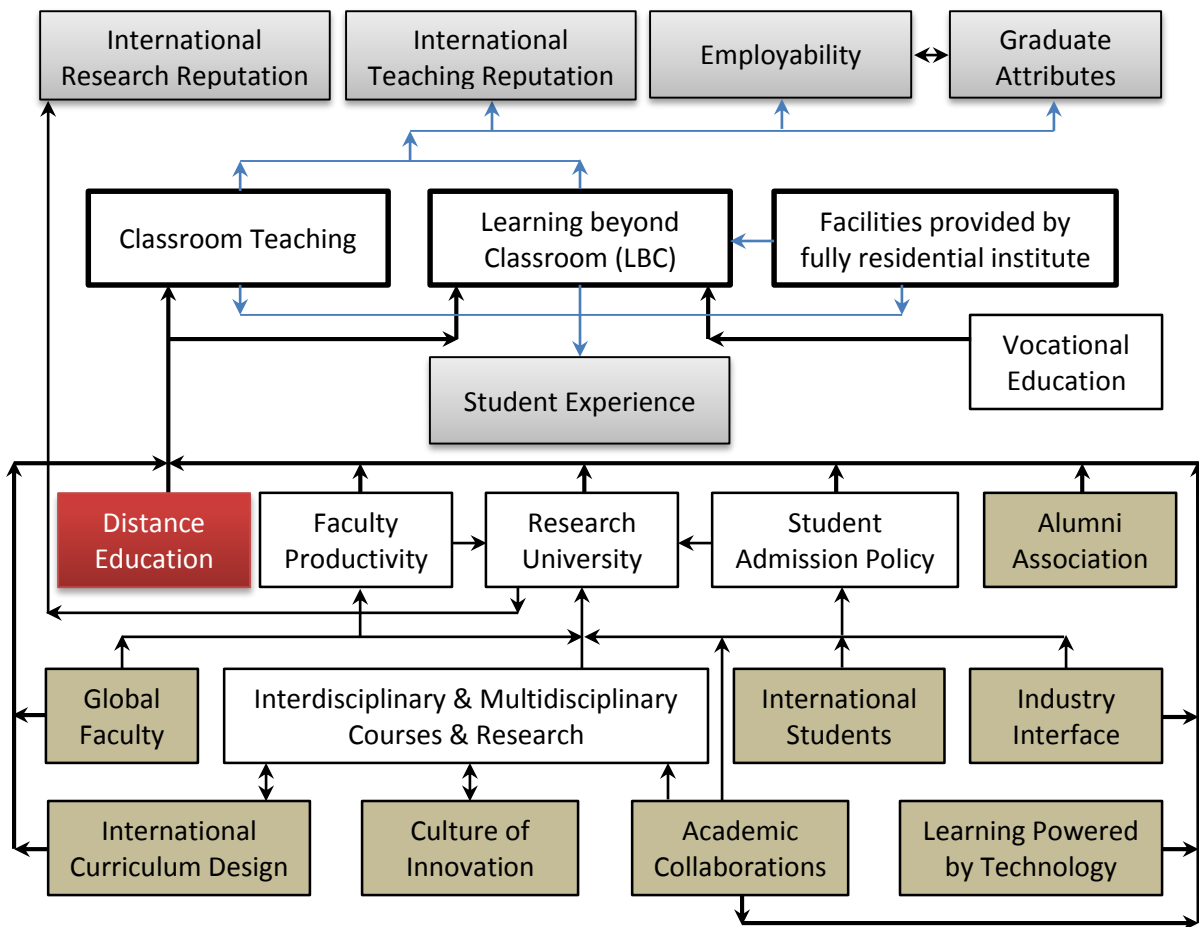 International
Research Reputation
International
Teaching Reputation
Employability
Graduate
Attributes
Classroom Teaching
Learning beyond
Classroom (LBC)
Facilities provided by
fully residential institute
Vocational
Education
Student Experience
Distance
Education
Faculty
Productivity
Research
University
Student
Admission Policy
Alumni
Association
Global
Faculty
Interdisciplinary & Multidisciplinary
Courses & Research
International
Students
Industry
Interface
International
Curriculum Design
Culture of
Innovation
Academic
Collaborations
Learning Powered
by Technology